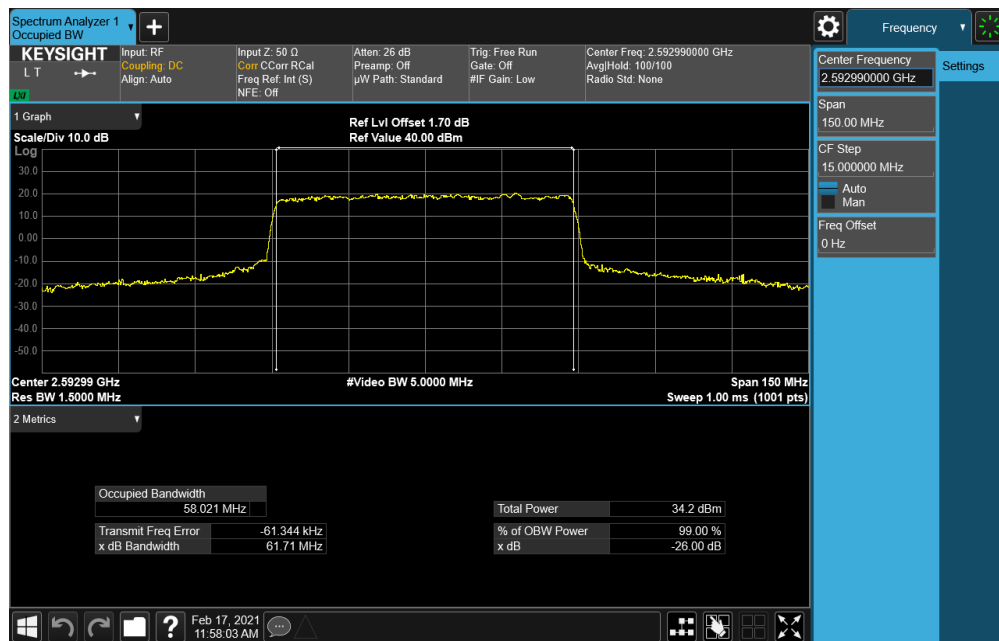 Spectrum Analyzer 1
Occupied BW
Frequency
KEYSIGHT
L T
LXI
Input: RF
Coupling: DC
Align: Auto
Input Z: 50 Ω
Corr CCorr RCal
Freq Ref: Int (S)
NFE: Off
Atten: 26 dB
Preamp: Off
µW Path: Standard
Trig: Free Run
Gate: Off
#IF Gain: Low
Center Freq: 2.592990000 GHz
Avg|Hold: 100/100
Radio Std: None
Center Frequency
2.592990000 GHz
Settings
Span
150.00 MHz
CF Step
15.000000 MHz
Auto
Man
Freq Offset
0 Hz
1 Graph
Scale/Div 10.0 dB
Ref Lvl Offset 1.70 dB
Ref Value 40.00 dBm
Log
30.0
20.0
10.0
0.00
-10.0
-20.0
-30.0
-40.0
-50.0
Center 2.59299 GHz
#Video BW 5.0000 MHz
Span 150 MHz
Res BW 1.5000 MHz
Sweep 1.00 ms (1001 pts)
2 Metrics
Occupied Bandwidth
58.021 MHz
Total Power 34.2 dBm
Transmit Freq Error -61.344 kHz
% of OBW Power 99.00 %
x dB Bandwidth 61.71 MHz
x dB -26.00 dB
?
Feb 17, 2021
11:58:03 AM